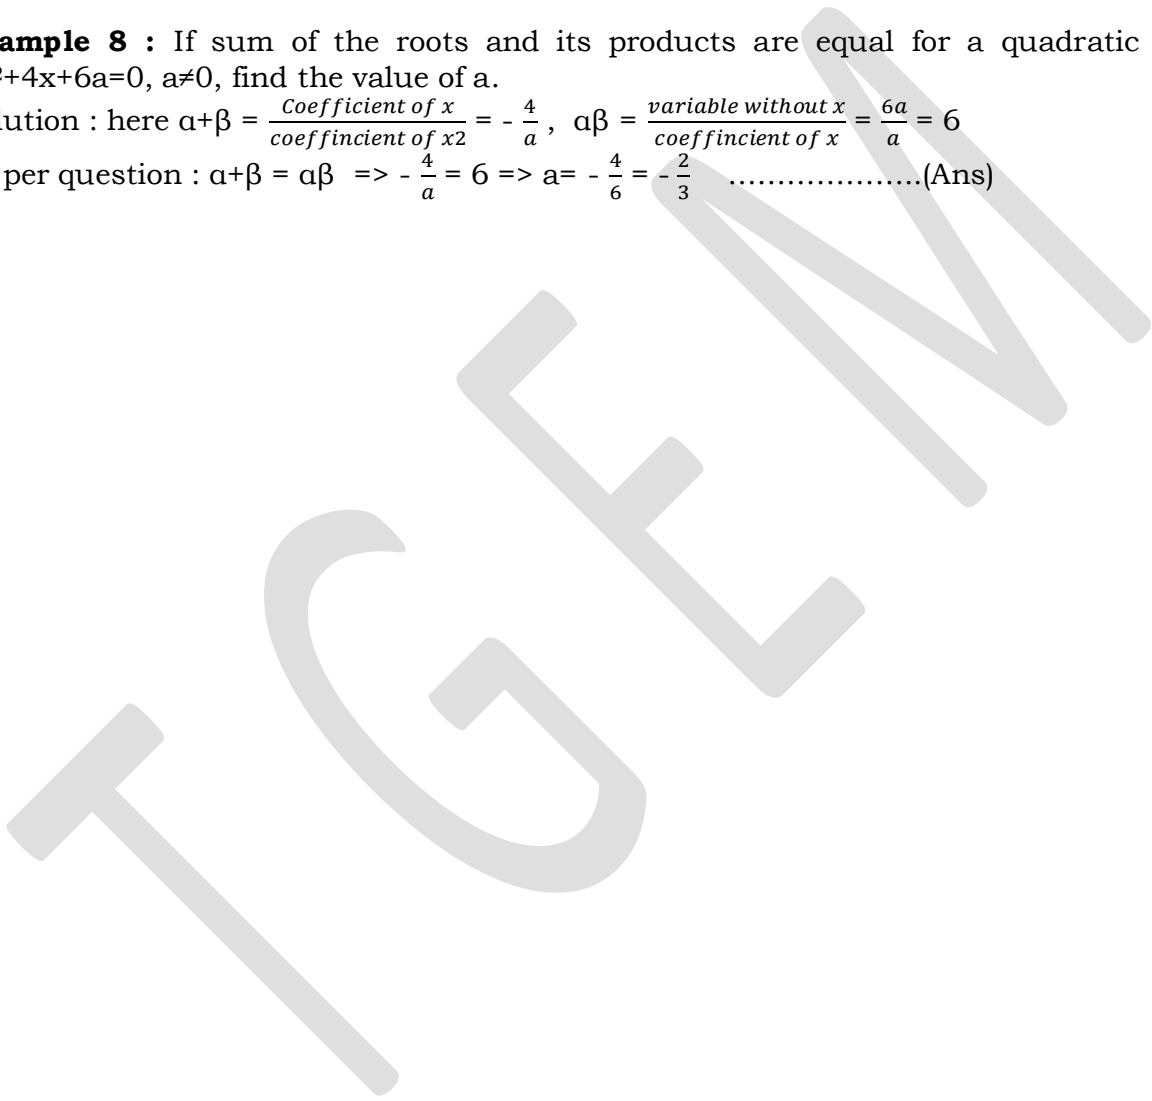 ample 8 : If sum of the roots and its products are equal for a quadratic
²+4x+6a=0, a≠0, find the value of a.
lution : here α+β = Coefficient of x / coeffincient of x2 = - 4/a , αβ = variable without x / coeffincient of x = 6a/a = 6
per question : α+β = αβ => - 4/a = 6 => a= - 4/6 = - 2/3 .....................(Ans)
TGEM